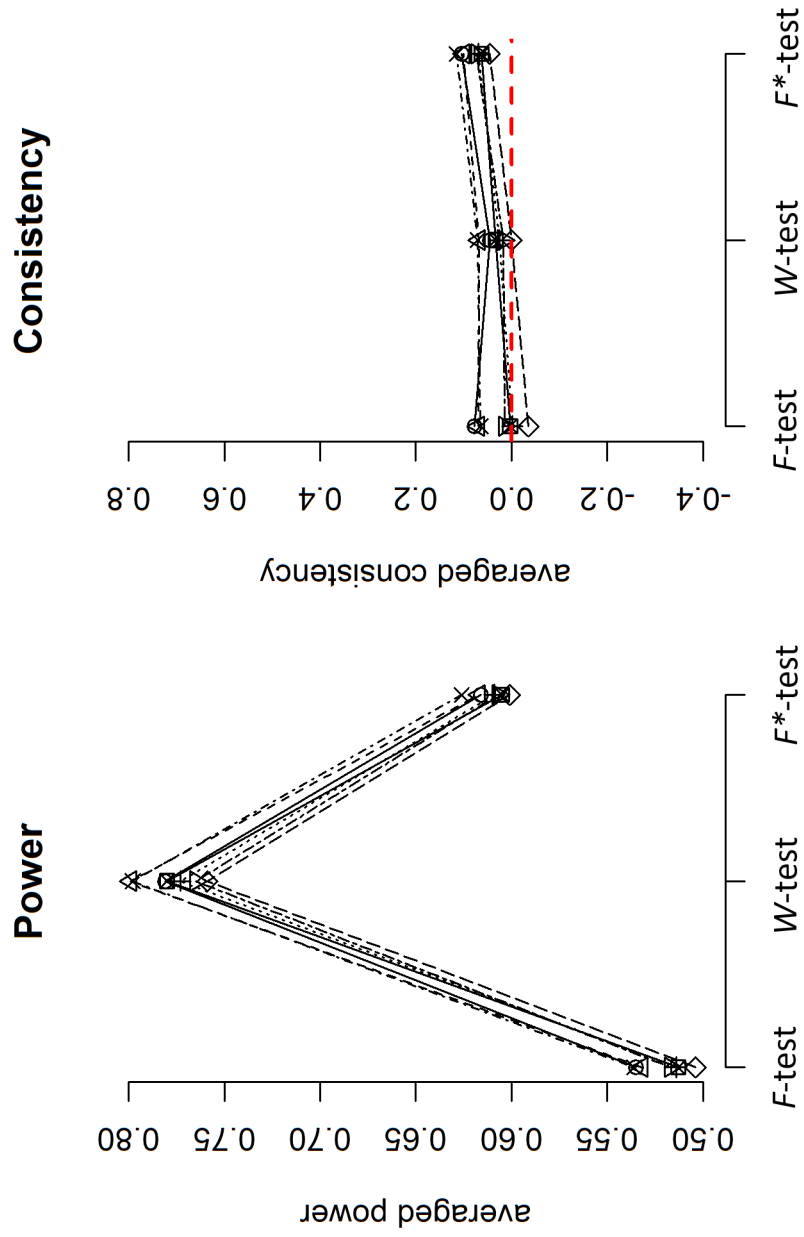 Power
averaged power
0.50 0.55 0.60 0.65 0.70 0.75 0.80
F-test W-test F*-test
Consistency
averaged consistency
-0.4 -0.2 0.0 0.2 0.4 0.6 0.8
F-test W-test F*-test